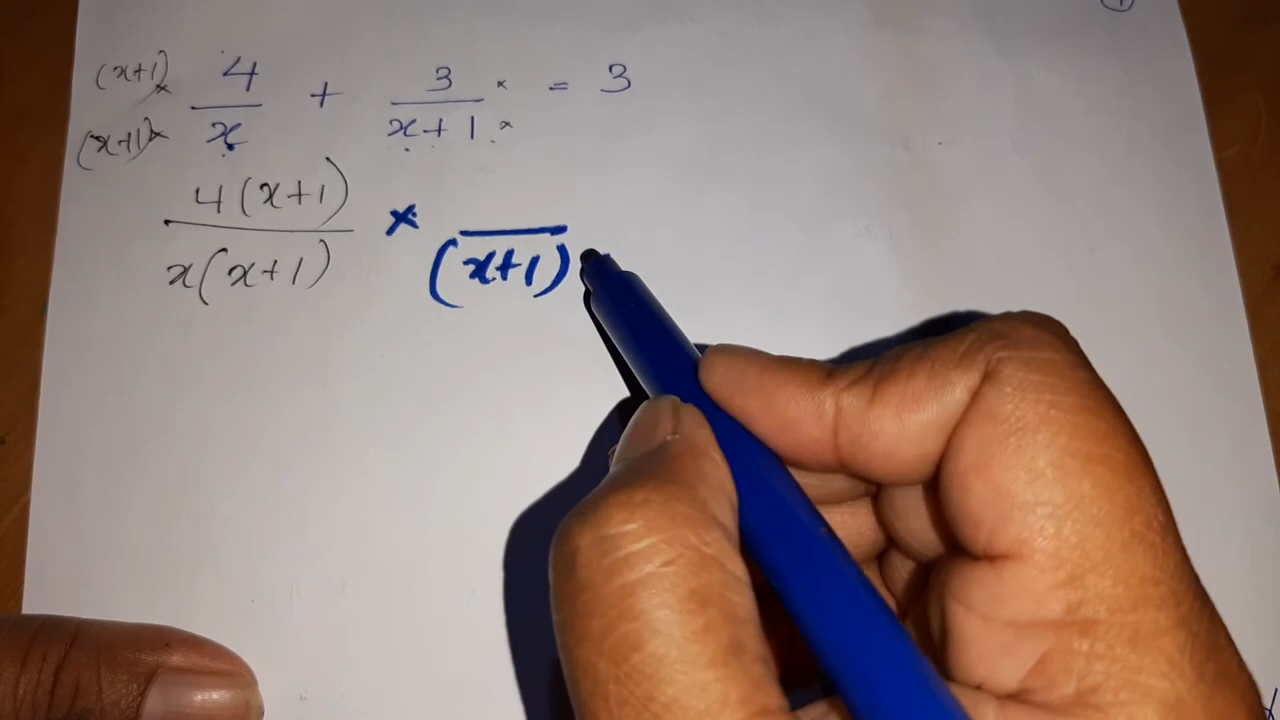 (x+1)× 4 + 3 × = 3
(x+1)× x x+1 ×
4(x+1) ×
x(x+1) (x+1)